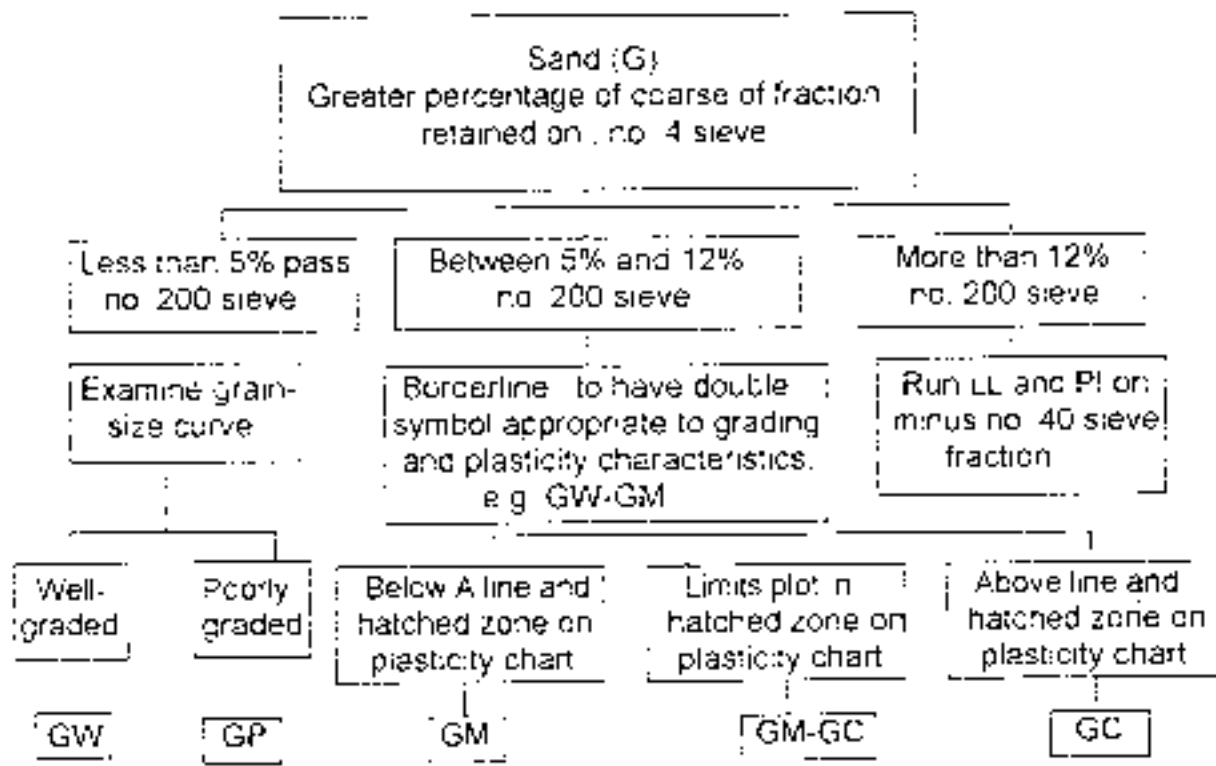 Sand (G)
Greater percentage of coarse of fraction
retained on . no 4 sieve
Less than 5% pass
no 200 sieve
Between 5% and 12%
no 200 sieve
More than 12%
no. 200 sieve
Examine grain-
size curve
Borderline to have double
symbol appropriate to grading
and plasticity characteristics.
e g GW-GM
Run LL and PI on
minus no 40 sieve
fraction
Well-
graded
Poorly
graded
Below A line and
hatched zone on
plasticity chart
Limits plot in
hatched zone on
plasticity chart
Above line and
hatched zone on
plasticity chart
GW
GP
GM
GM-GC
GC